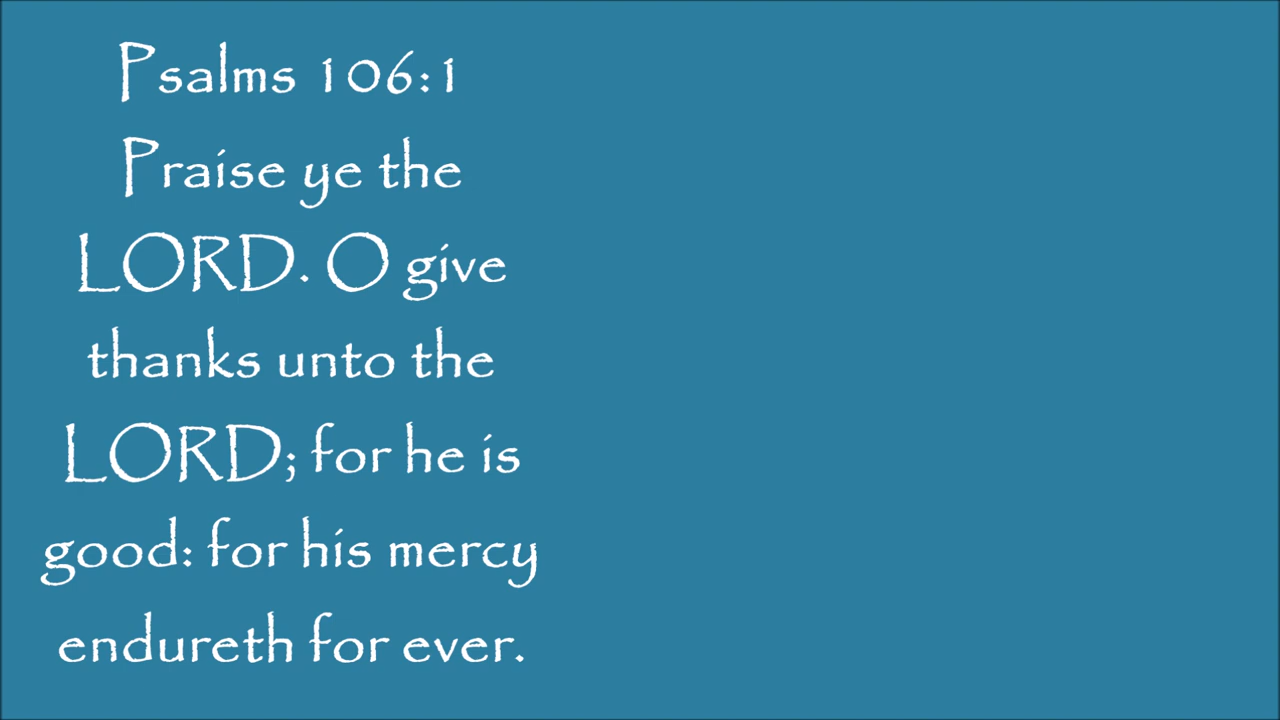 Psalms 106:1
Praise ye the
LORD. O give
thanks unto the
LORD; for he is
good: for his mercy
endureth for ever.